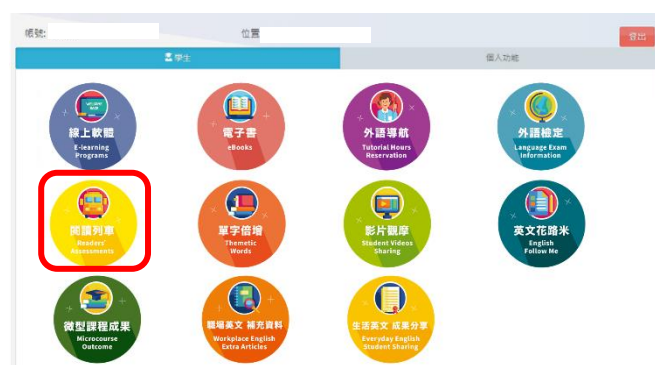 帳號:
位置
登出
學生
個人功能
線上軟體
E-learning
Programs
電子書
eBooks
外語導航
Tutorial Hours
Reservation
外語檢定
Language Exam
Information
閱讀列車
Readers'
Assessments
單字倍增
Themetic
Words
影片觀摩
Student Videos
Sharing
英文花路米
English
Follow Me
微型課程成果
Microcourse
Outcome
職場英文 補充資料
Workplace English
Extra Articles
生活英文 成果分享
Everyday English
Student Sharing